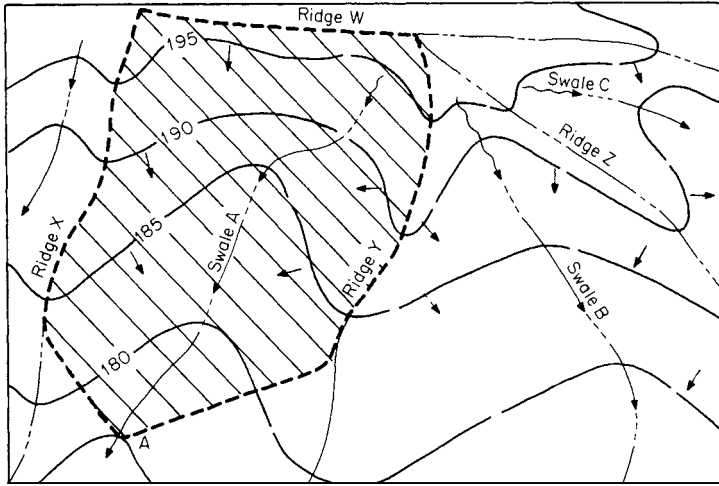 Ridge W
195
Swale C
190
Ridge Z
Ridge X
185
Swale A
Ridge Y
Swale B
180
A